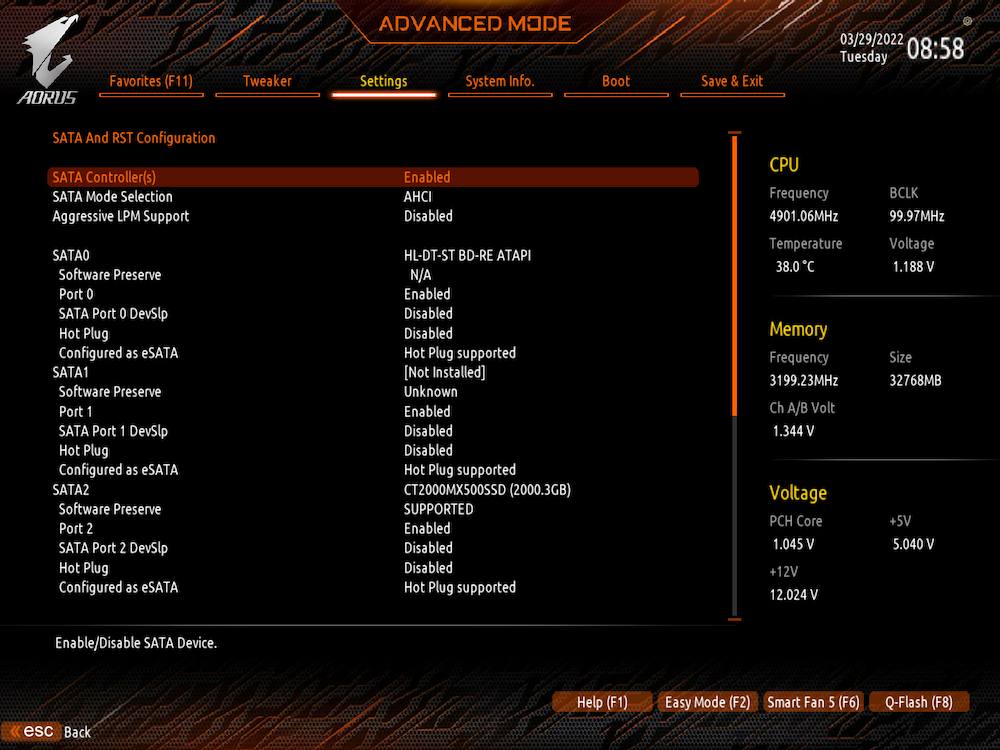 ADVANCED MODE
AORUS
03/29/2022 Tuesday 08:58
Favorites (F11) Tweaker Settings System Info. Boot Save & Exit
SATA And RST Configuration
SATA Controller(s) Enabled
SATA Mode Selection AHCI
Aggressive LPM Support Disabled
SATA0 HL-DT-ST BD-RE ATAPI
Software Preserve N/A
Port 0 Enabled
SATA Port 0 DevSlp Disabled
Hot Plug Disabled
Configured as eSATA Hot Plug supported
SATA1 [Not Installed]
Software Preserve Unknown
Port 1 Enabled
SATA Port 1 DevSlp Disabled
Hot Plug Disabled
Configured as eSATA Hot Plug supported
SATA2 CT2000MX500SSD (2000.3GB)
Software Preserve SUPPORTED
Port 2 Enabled
SATA Port 2 DevSlp Disabled
Hot Plug Disabled
Configured as eSATA Hot Plug supported
CPU
Frequency BCLK
4901.06MHz 99.97MHz
Temperature Voltage
38.0 °C 1.188 V
Memory
Frequency Size
3199.23MHz 32768MB
Ch A/B Volt
1.344 V
Voltage
PCH Core +5V
1.045 V 5.040 V
+12V
12.024 V
Enable/Disable SATA Device.
Help (F1) Easy Mode (F2) Smart Fan 5 (F6) Q-Flash (F8)
esc Back